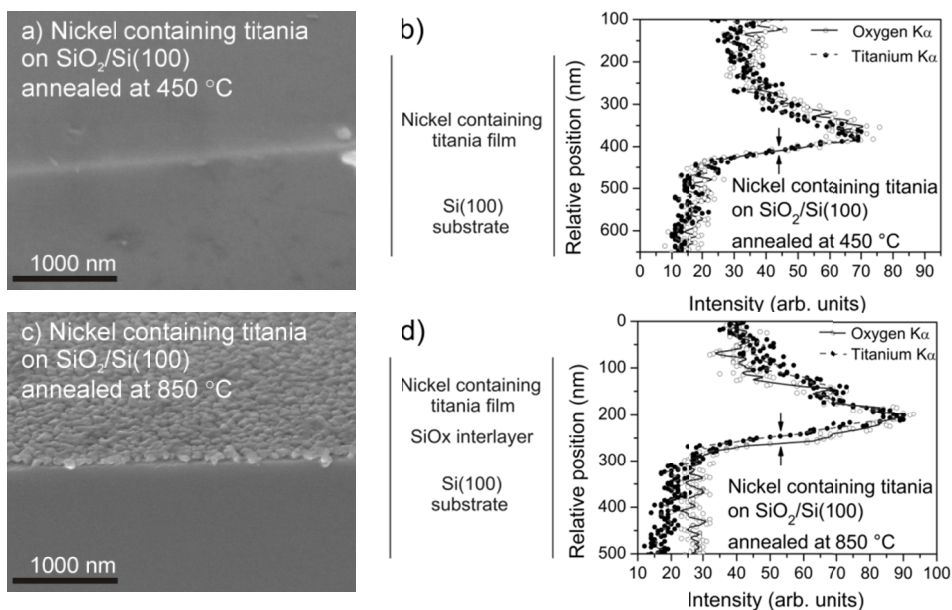 a) Nickel containing titania
on SiO₂/Si(100)
annealed at 450 °C
1000 nm
b)
Nickel containing
titania film
Si(100)
substrate
100
200
300
400
500
600
Relative position (nm)
Oxygen Kα
Titanium Kα
Nickel containing titania
on SiO₂/Si(100)
annealed at 450 °C
0 10 20 30 40 50 60 70 80 90 100
Intensity (arb. units)
c) Nickel containing titania
on SiO₂/Si(100)
annealed at 850 °C
1000 nm
d)
Nickel containing
titania film
SiOx interlayer
Si(100)
substrate
0
100
200
300
400
500
Relative position (nm)
Oxygen Kα
Titanium Kα
Nickel containing titania
on SiO₂/Si(100)
annealed at 850 °C
10 20 30 40 50 60 70 80 90 100
Intensity (arb. units)